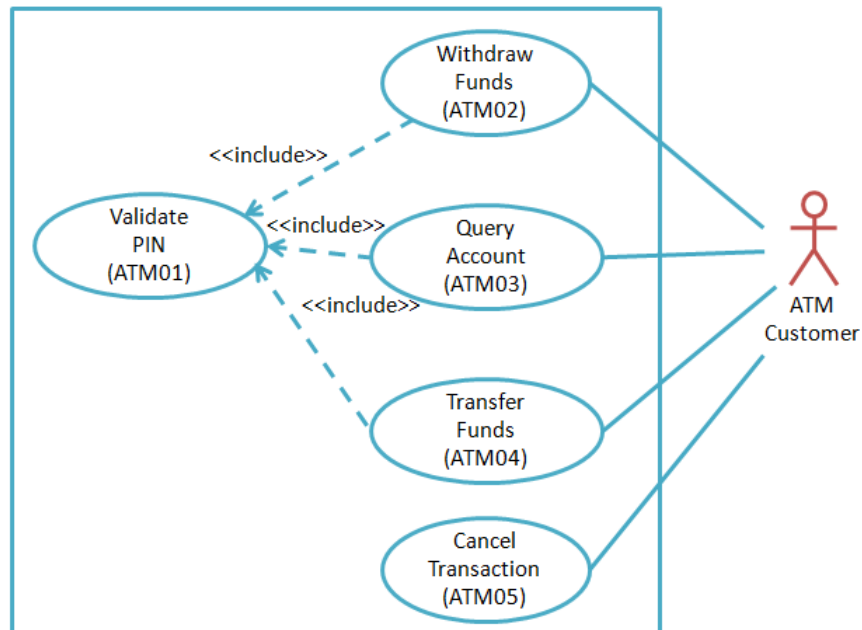 Withdraw
Funds
(ATM02)
<<include>>
Validate
PIN
(ATM01)
<<include>>
Query
Account
(ATM03)
<<include>>
ATM
Customer
Transfer
Funds
(ATM04)
Cancel
Transaction
(ATM05)